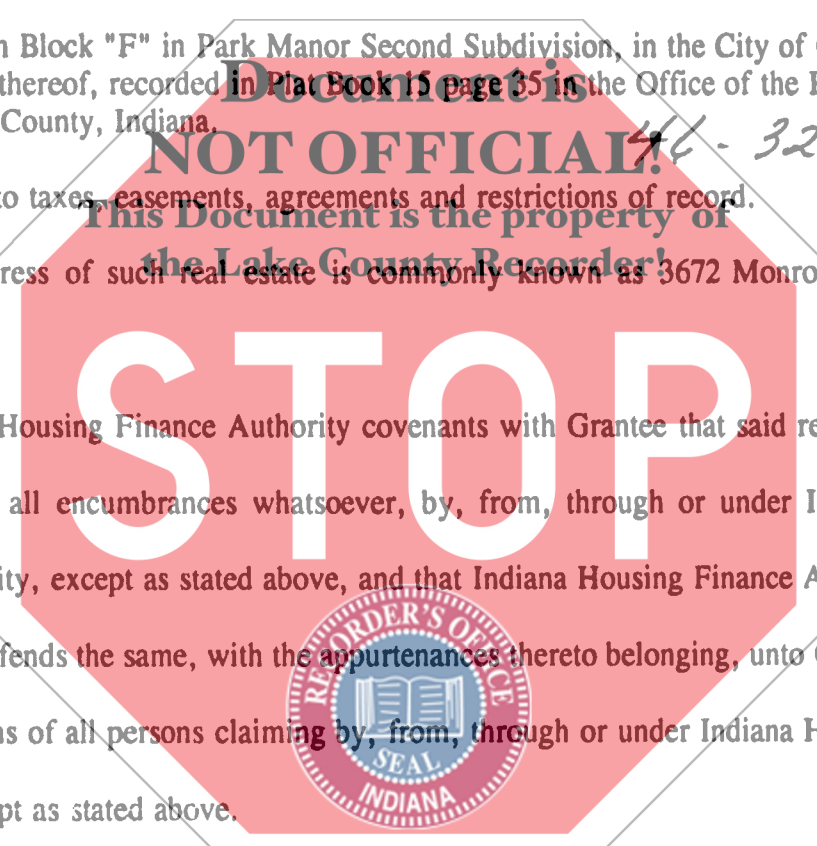 n Block "F" in Park Manor Second Subdivision, in the City of
Document is
thereof, recorded in Plat Book 15 page 35 in the Office of the
County, Indiana.
NOT OFFICIAL!
46 - 32
to taxes, easements, agreements and restrictions of record.
This Document is the property of
the Lake County Recorder!
ress of such real estate is commonly known as 3672 Monro
STOP
Housing Finance Authority covenants with Grantee that said re
all encumbrances whatsoever, by, from, through or under I
ity, except as stated above, and that Indiana Housing Finance A
fends the same, with the appurtenances thereto belonging, unto
RECORDER'S OFFICE
ns of all persons claiming by, from, through or under Indiana H
SEAL
INDIANA
pt as stated above.